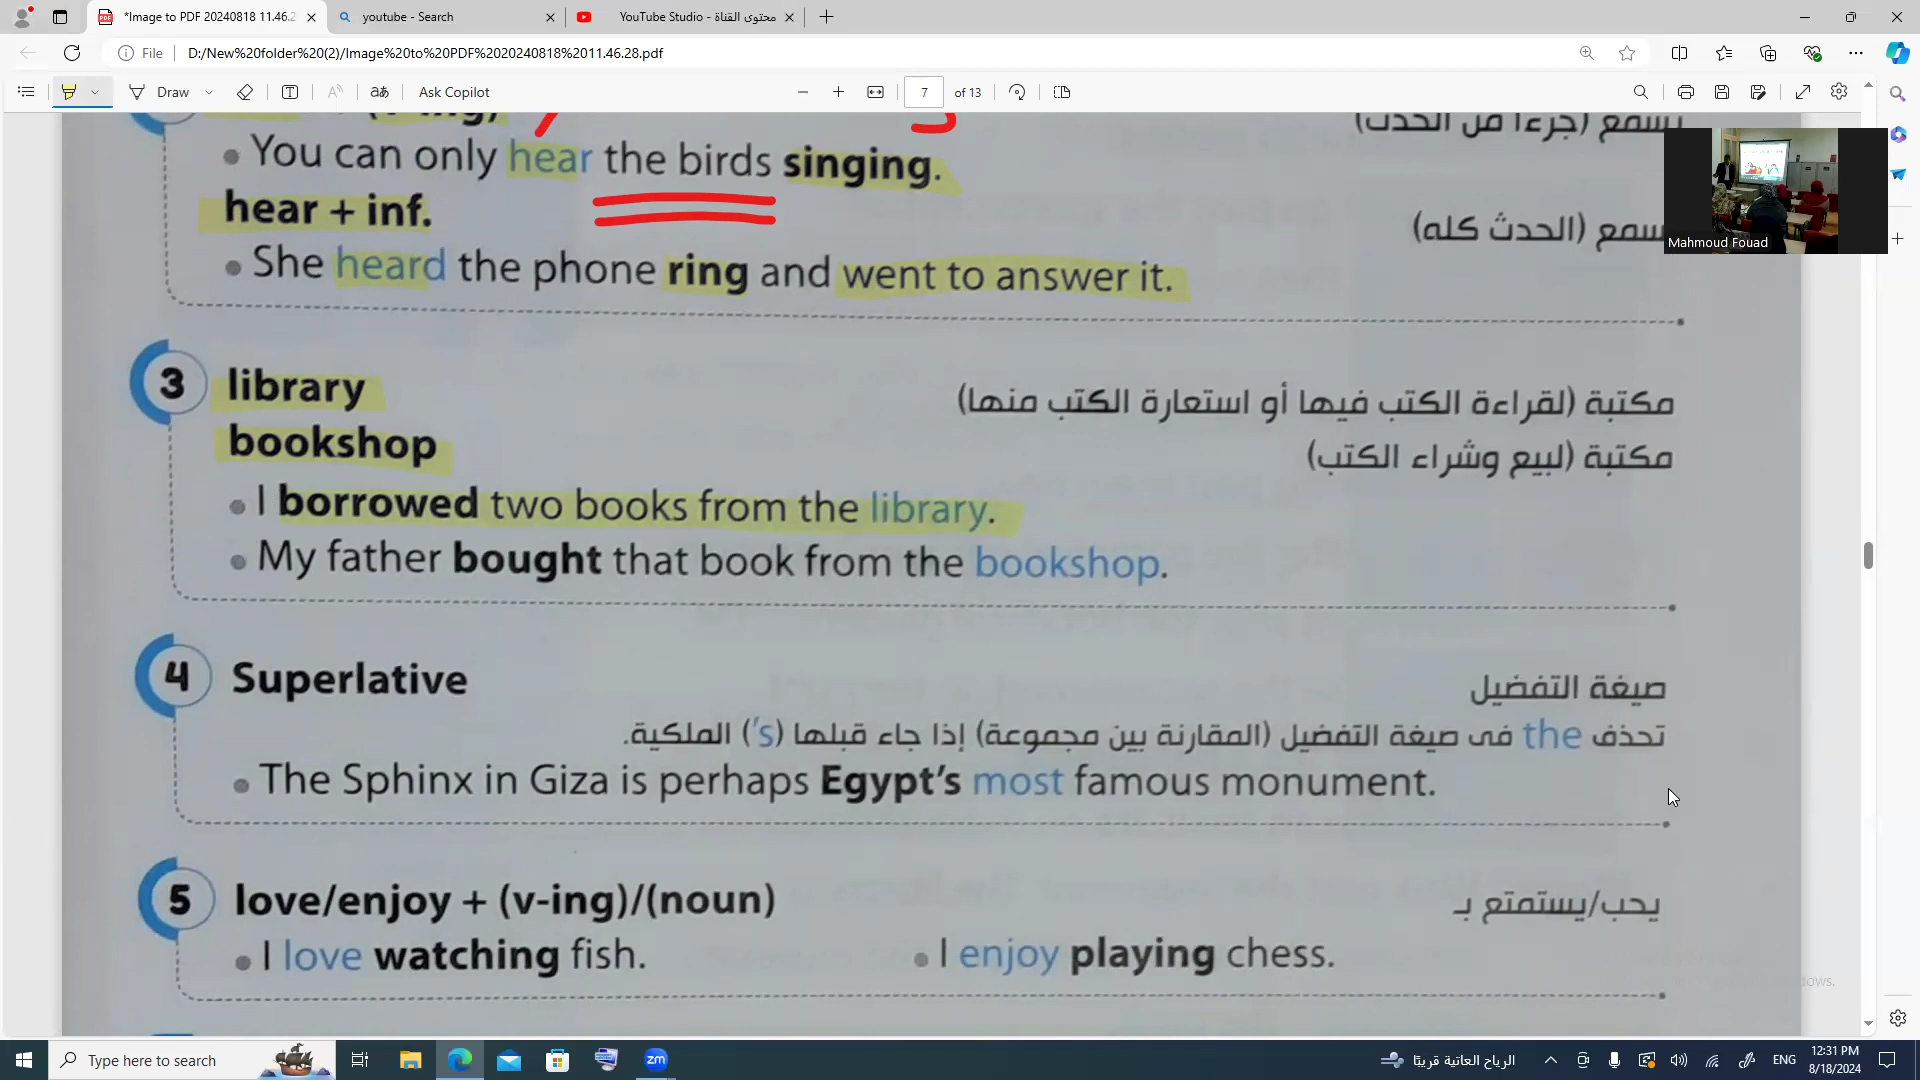 *Image to PDF 20240818 11.46.2
youtube - Search
YouTube Studio - محتوى القناة
File
D:/New%20folder%20(2)/Image%20to%20PDF%2020240818%2011.46.28.pdf
Draw
Ask Copilot
7
of 13
يسمع (جزءًا من الحدث)
You can only hear the birds singing.
hear + inf.
يسمع (الحدث كله)
Mahmoud Fouad
She heard the phone ring and went to answer it.
3
library
مكتبة (لقراءة الكتب فيها أو استعارة الكتب منها)
bookshop
مكتبة (لبيع وشراء الكتب)
I borrowed two books from the library.
My father bought that book from the bookshop.
4
Superlative
صيغة التفضيل
تحذف the فى صيغة التفضيل (المقارنة بين مجموعة) إذا جاء قبلها (s') الملكية.
The Sphinx in Giza is perhaps Egypt's most famous monument.
5
love/enjoy + (v-ing)/(noun)
يحب/يستمتع بـ
I love watching fish.
I enjoy playing chess.
Type here to search
zm
الرياح العاتية قريبًا
ENG
12:31 PM
8/18/2024